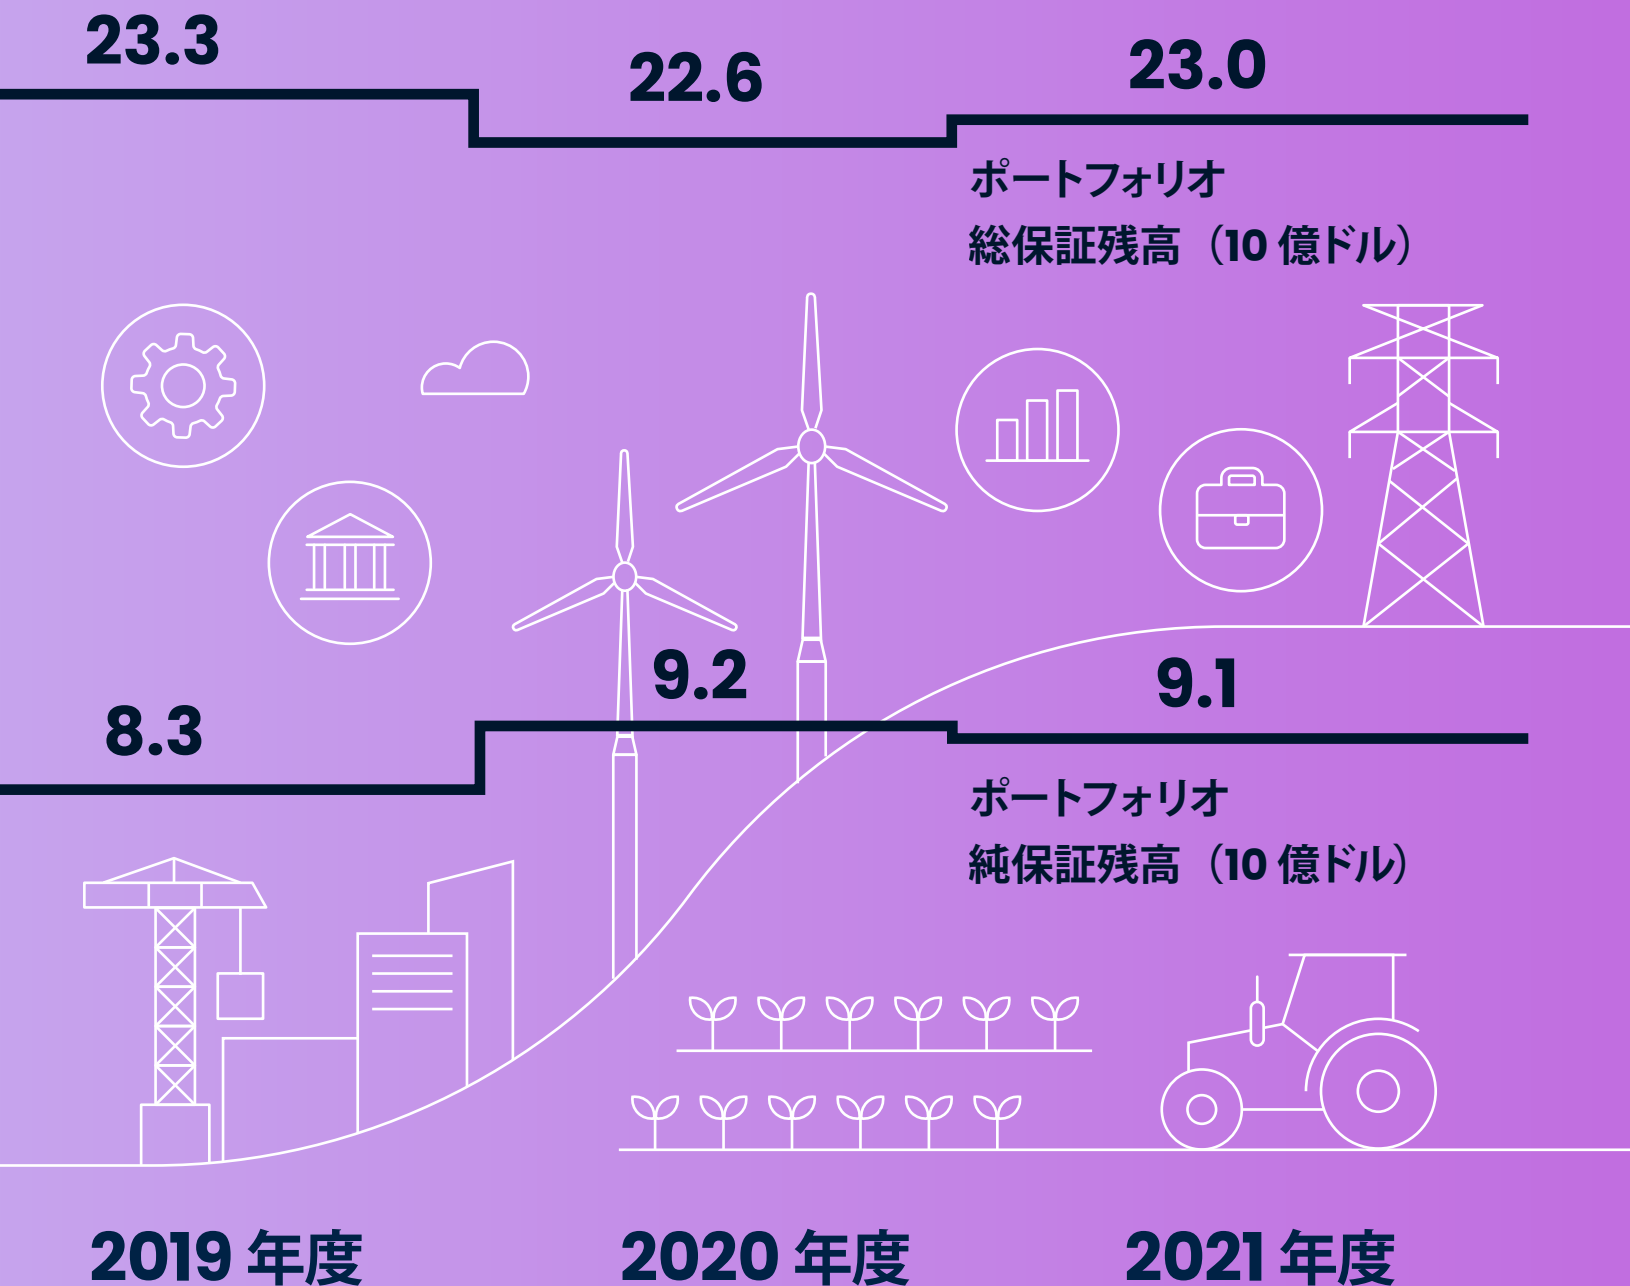 23.3
22.6
23.0
ポートフォリオ
総保証残高（10 億ドル）
8.3
9.2
9.1
ポートフォリオ
純保証残高（10 億ドル）
2019 年度
2020 年度
2021 年度